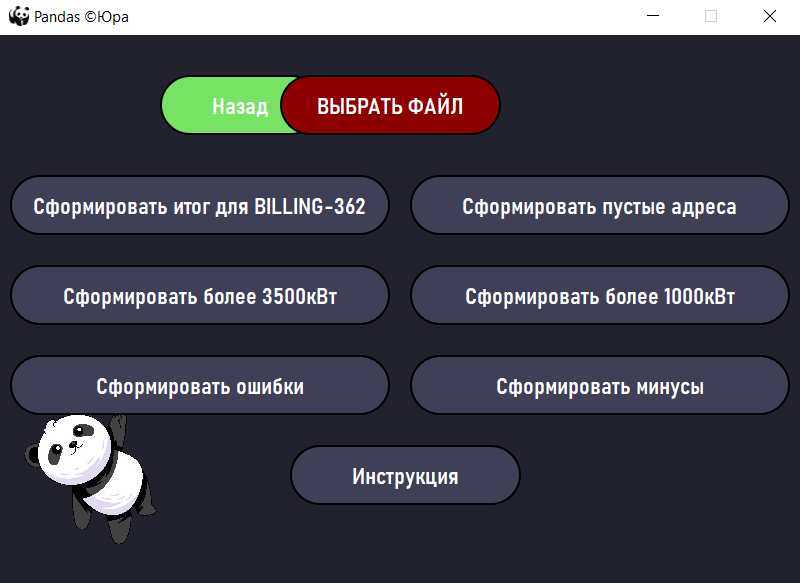 Pandas ©Юра
Назад
ВЫБРАТЬ ФАЙЛ
Сформировать итог для BILLING-362
Сформировать пустые адреса
Сформировать более 3500кВт
Сформировать более 1000кВт
Сформировать ошибки
Сформировать минусы
Инструкция